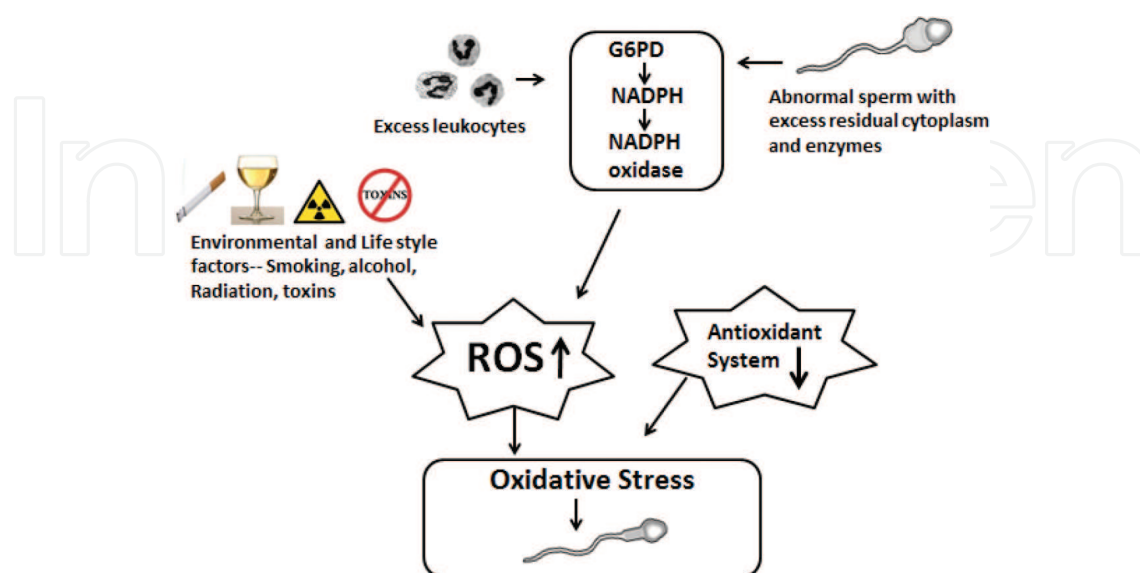 G6PD
NADPH
NADPH
oxidase
Excess leukocytes
Abnormal sperm with
excess residual cytoplasm
and enzymes
TOXINS
Environmental and Life style
factors-- Smoking, alcohol,
Radiation, toxins
ROS
Antioxidant
System
Oxidative Stress